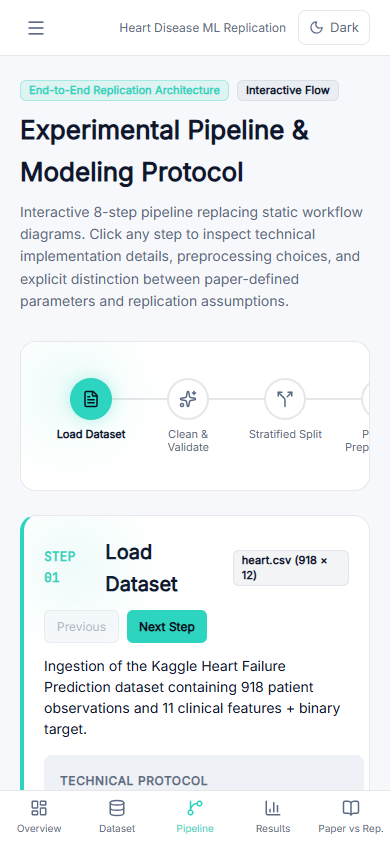 Heart Disease ML Replication
Dark
End-to-End Replication Architecture
Interactive Flow
Experimental Pipeline &
Modeling Protocol
Interactive 8-step pipeline replacing static workflow
diagrams. Click any step to inspect technical
implementation details, preprocessing choices, and
explicit distinction between paper-defined
parameters and replication assumptions.
Load Dataset
Clean &
Validate
Stratified Split
STEP
01
Load
Dataset
heart.csv (918 ×
12)
Previous
Next Step
Ingestion of the Kaggle Heart Failure
Prediction dataset containing 918 patient
observations and 11 clinical features + binary
target.
TECHNICAL PROTOCOL
Overview
Dataset
Pipeline
Results
Paper vs Rep.